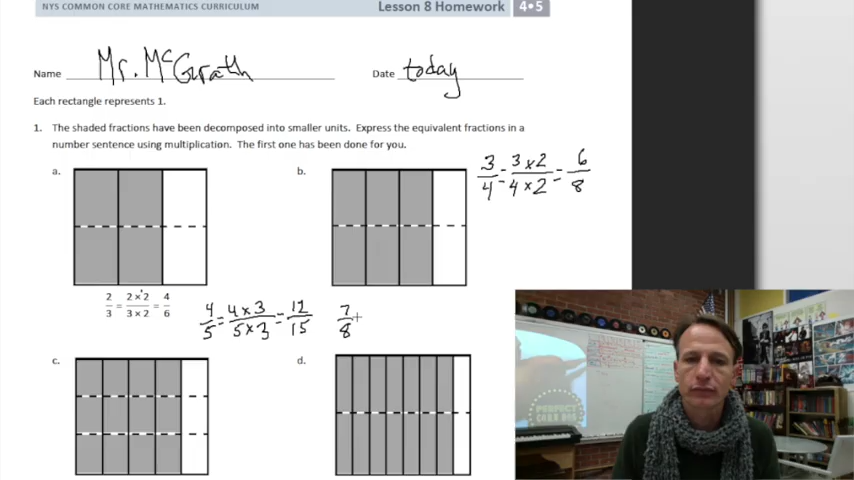 NYS COMMON CORE MATHEMATICS CURRICULUM Lesson 8 Homework 4•5
Name Mr. McGrath Date today
Each rectangle represents 1.
1. The shaded fractions have been decomposed into smaller units. Express the equivalent fractions in a
number sentence using multiplication. The first one has been done for you.
a. b.
3/4 = 3 x 2/4 x 2 = 6/8
2/3 = 2 × 2/3 × 2 = 4/6
4/5 = 4 x 3/5 x 3 = 12/15
7/8
c. d.
PERFECT